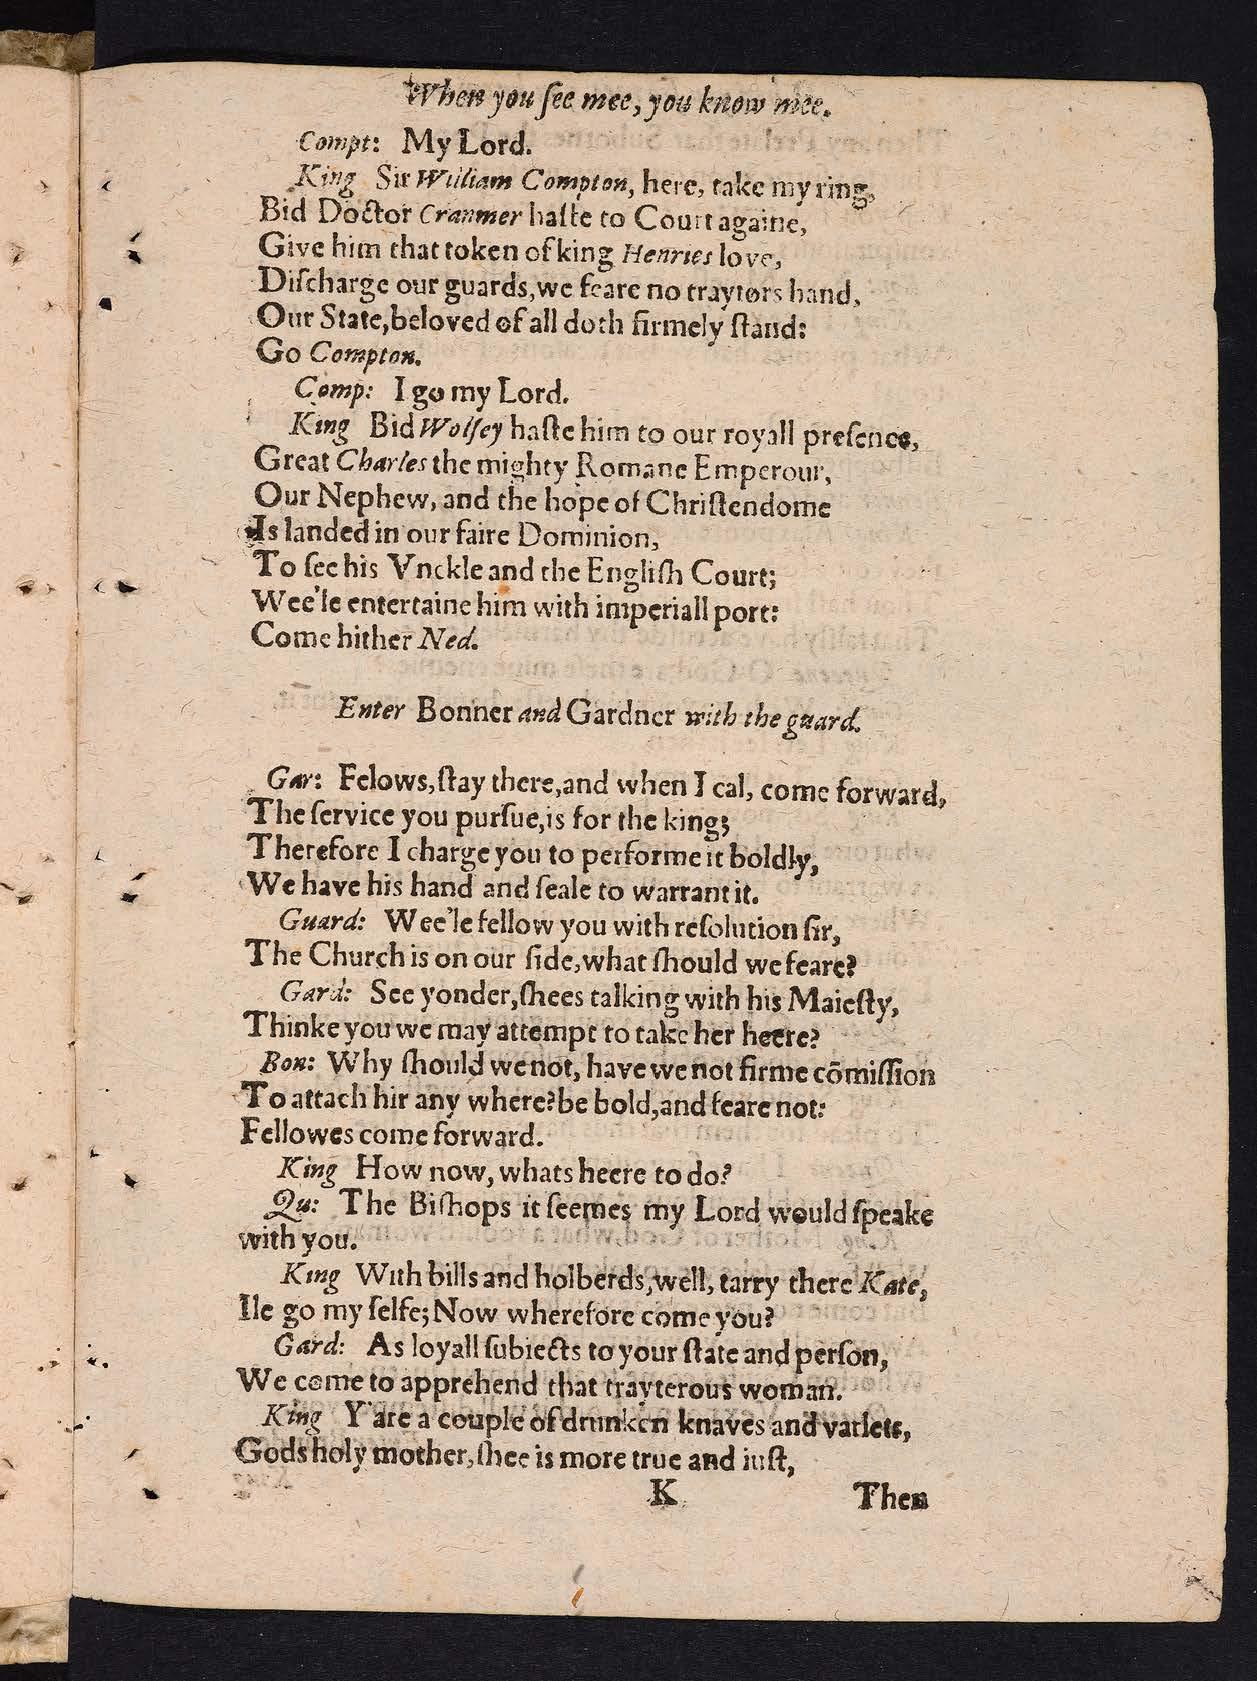 When you ſee mee, you know mee.
Compt: My Lord.
King Sir William Compton, here, take my ring,
Bid Doctor Cranmer haſte to Court againe,
Give him that token of king Henries love,
Diſcharge our guards, we feare no traytors hand,
Our State, beloved of all doth firmely ſtand:
Go Compton.
Comp: I go my Lord.
King Bid Wolſey haſte him to our royall preſence,
Great Charles the mighty Romane Emperour,
Our Nephew, and the hope of Chriſtendome
Is landed in our faire Dominion,
To ſee his Vnckle and the Engliſh Court;
Wee'le entertaine him with imperiall port:
Come hither Ned.
Enter Bonner and Gardner with the guard.
Gar: Felows, ſtay there, and when I cal, come forward,
The ſervice you purſue, is for the king;
Therefore I charge you to performe it boldly,
We have his hand and ſeale to warrant it.
Guard: Wee'le fellow you with reſolution ſir,
The Church is on our ſide, what ſhould we feare?
Gard: See yonder, ſhees talking with his Maieſty,
Thinke you we may attempt to take her heere?
Bon: Why ſhould we not, have we not firme cōmiſſion
To attach hir any where? be bold, and feare not:
Fellowes come forward.
King How now, whats heere to do?
Qu: The Biſhops it ſeemes my Lord would ſpeake
with you.
King With bills and holberds, well, tarry there Kate,
Ile go my ſelfe; Now wherefore come you?
Gard: As loyall ſubiects to your ſtate and perſon,
We come to apprehend that trayterous woman.
King Y'are a couple of drunken knaves and varlets,
Gods holy mother, ſhee is more true and iuſt,
K Then